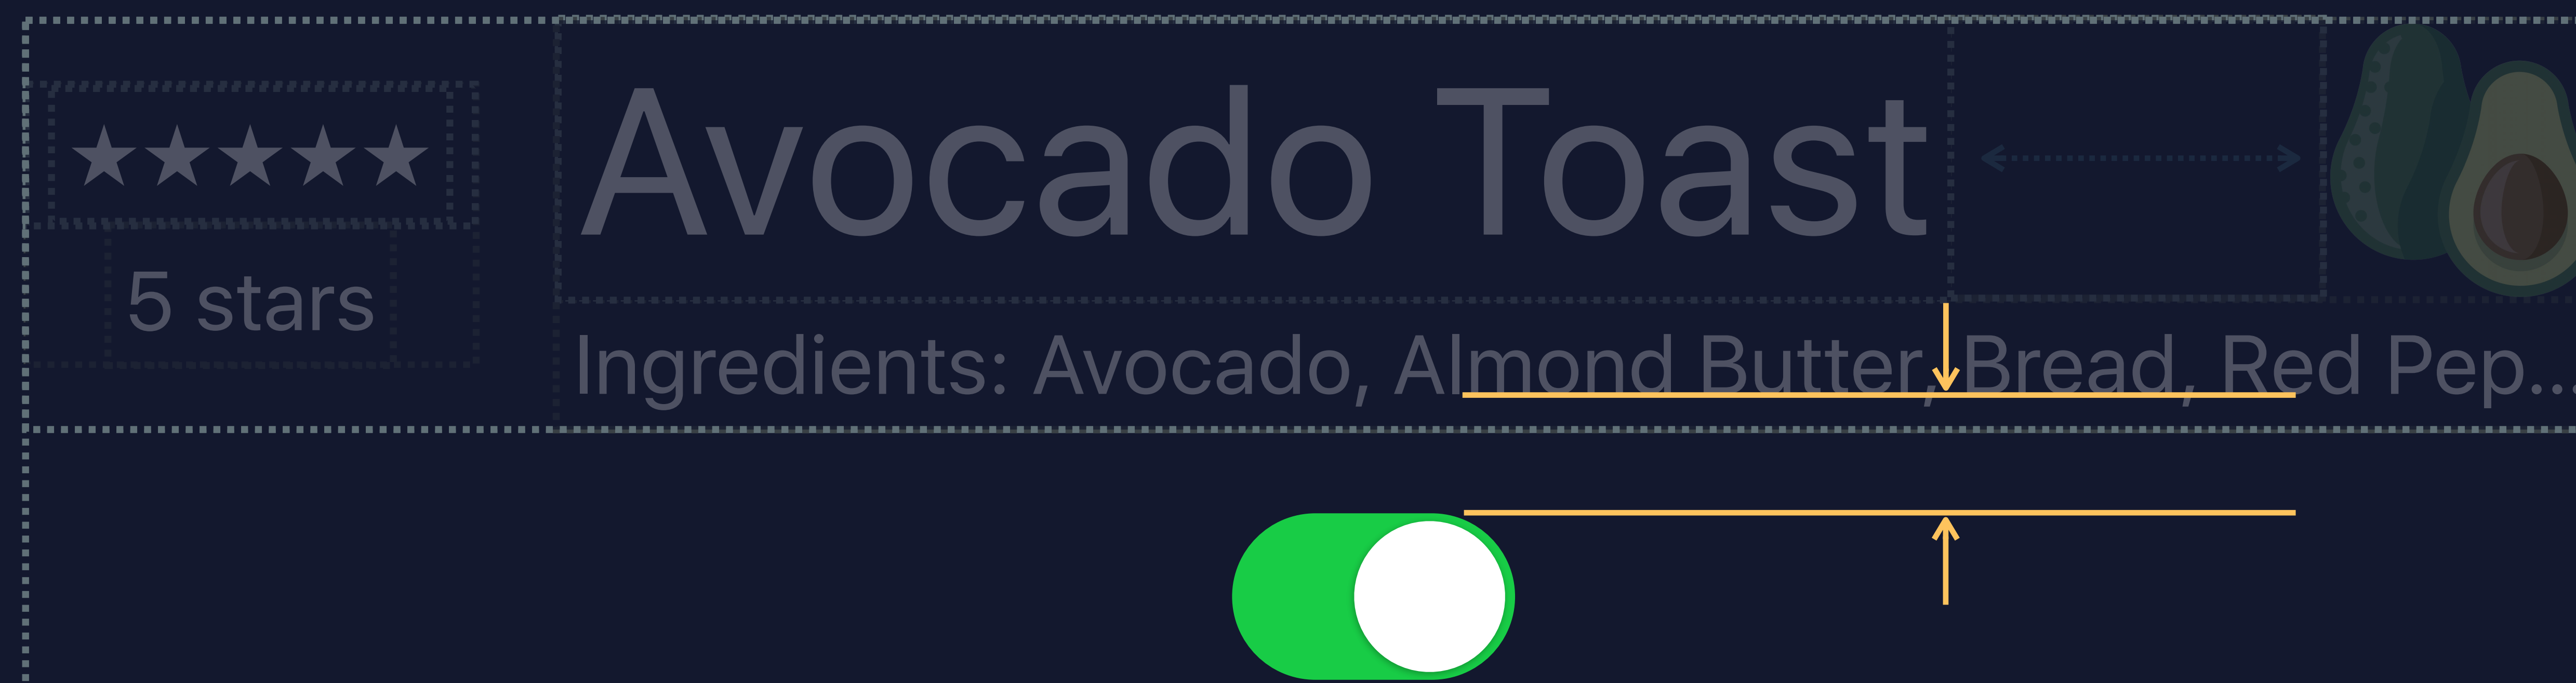 ★★★★★
5 stars
Avocado Toast
Ingredients: Avocado, Almond Butter, Bread, Red Pep...